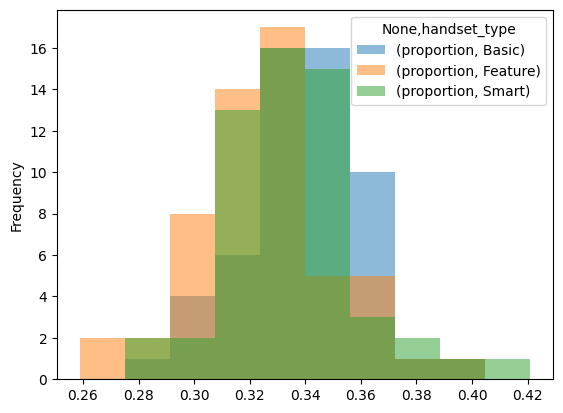 None,handset_type
(proportion, Basic)
(proportion, Feature)
(proportion, Smart)
Frequency
16
14
12
10
8
6
4
2
0
0.26 0.28 0.30 0.32 0.34 0.36 0.38 0.40 0.42